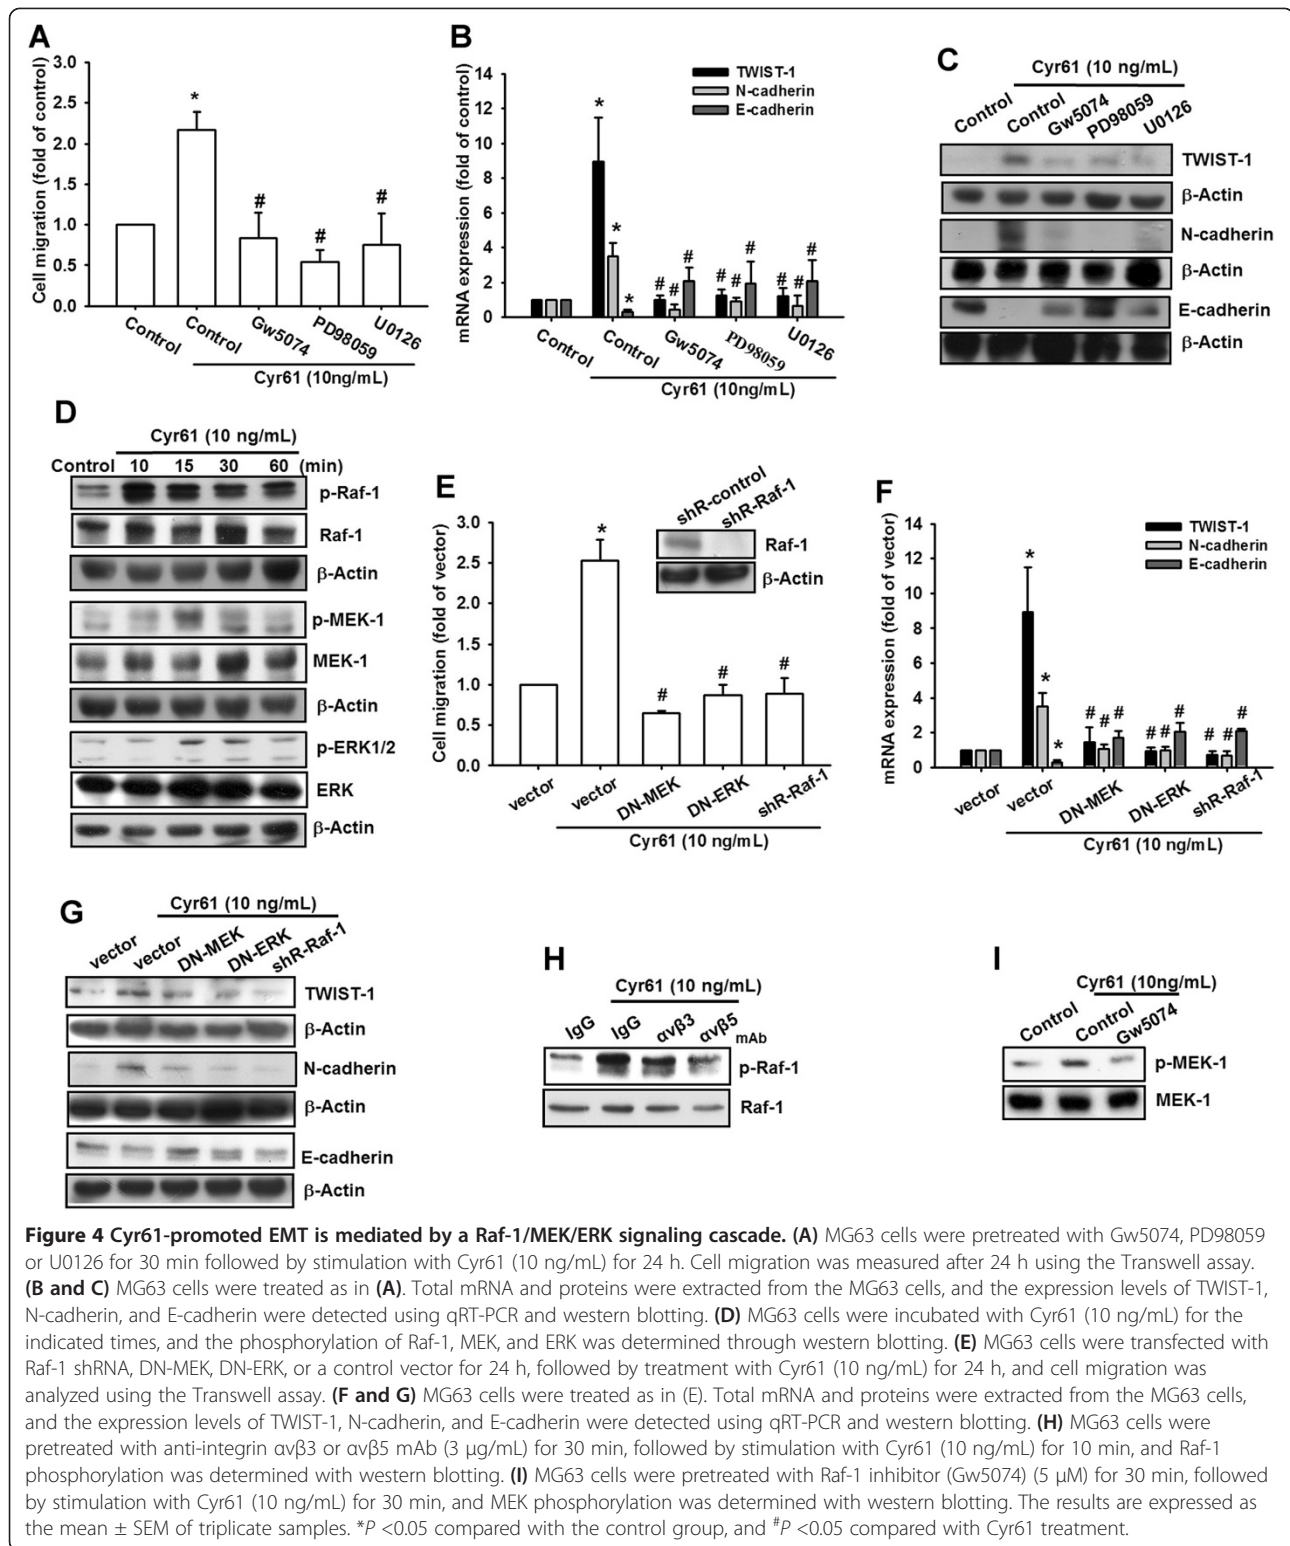 A
Cell migration (fold of control)
3.0
2.5
2.0
1.5
1.0
0.5
0.0
*
#
#
#
Control
Control
Gw5074
PD98059
U0126
Cyr61 (10ng/mL)
B
mRNA expression (fold of control)
14
12
10
8
6
4
2
0
TWIST-1
N-cadherin
E-cadherin
*
*
*
# # #
# # #
# # #
Control
Control
Gw5074
PD98059
U0126
Cyr61 (10ng/mL)
C
Cyr61 (10 ng/mL)
Control
Control
Gw5074
PD98059
U0126
TWIST-1
β-Actin
N-cadherin
β-Actin
E-cadherin
β-Actin
D
Cyr61 (10 ng/mL)
Control 10 15 30 60 (min)
p-Raf-1
Raf-1
β-Actin
p-MEK-1
MEK-1
β-Actin
p-ERK1/2
ERK
β-Actin
E
Cell migration (fold of vector)
3.0
2.5
2.0
1.5
1.0
0.5
0.0
*
#
#
#
shR-control
shR-Raf-1
Raf-1
β-Actin
vector
vector
DN-MEK
DN-ERK
shR-Raf-1
Cyr61 (10 ng/mL)
F
mRNA expression (fold of vector)
14
12
10
8
6
4
2
0
TWIST-1
N-cadherin
E-cadherin
*
*
*
# # #
# # #
# # #
vector
vector
DN-MEK
DN-ERK
shR-Raf-1
Cyr61 (10 ng/mL)
G
Cyr61 (10 ng/mL)
vector
vector
DN-MEK
DN-ERK
shR-Raf-1
TWIST-1
β-Actin
N-cadherin
β-Actin
E-cadherin
β-Actin
H
Cyr61 (10 ng/mL)
IgG
IgG
αvβ3
αvβ5
mAb
p-Raf-1
Raf-1
I
Cyr61 (10ng/mL)
Control
Control
Gw5074
p-MEK-1
MEK-1
Figure 4 Cyr61-promoted EMT is mediated by a Raf-1/MEK/ERK signaling cascade. (A) MG63 cells were pretreated with Gw5074, PD98059
or U0126 for 30 min followed by stimulation with Cyr61 (10 ng/mL) for 24 h. Cell migration was measured after 24 h using the Transwell assay.
(B and C) MG63 cells were treated as in (A). Total mRNA and proteins were extracted from the MG63 cells, and the expression levels of TWIST-1,
N-cadherin, and E-cadherin were detected using qRT-PCR and western blotting. (D) MG63 cells were incubated with Cyr61 (10 ng/mL) for the
indicated times, and the phosphorylation of Raf-1, MEK, and ERK was determined through western blotting. (E) MG63 cells were transfected with
Raf-1 shRNA, DN-MEK, DN-ERK, or a control vector for 24 h, followed by treatment with Cyr61 (10 ng/mL) for 24 h, and cell migration was
analyzed using the Transwell assay. (F and G) MG63 cells were treated as in (E). Total mRNA and proteins were extracted from the MG63 cells,
and the expression levels of TWIST-1, N-cadherin, and E-cadherin were detected using qRT-PCR and western blotting. (H) MG63 cells were
pretreated with anti-integrin αvβ3 or αvβ5 mAb (3 μg/mL) for 30 min, followed by stimulation with Cyr61 (10 ng/mL) for 10 min, and Raf-1
phosphorylation was determined with western blotting. (I) MG63 cells were pretreated with Raf-1 inhibitor (Gw5074) (5 μM) for 30 min, followed
by stimulation with Cyr61 (10 ng/mL) for 30 min, and MEK phosphorylation was determined with western blotting. The results are expressed as
the mean ± SEM of triplicate samples. *P <0.05 compared with the control group, and #P <0.05 compared with Cyr61 treatment.